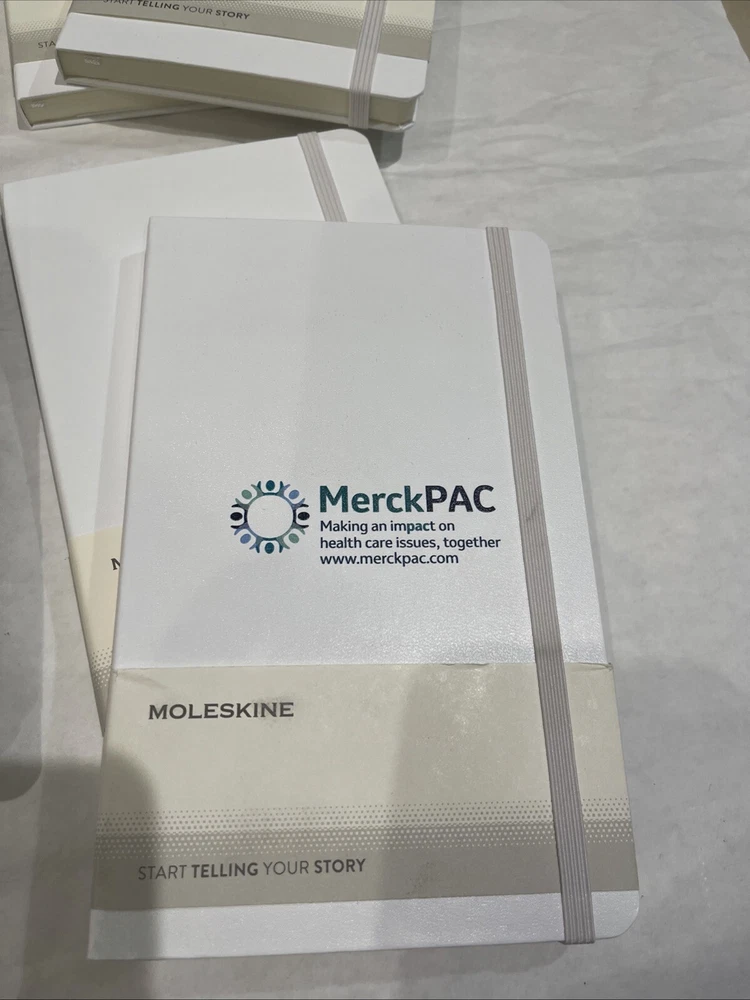 START TELLING YOUR STORY
STA
MerckPAC
Making an impact on
health care issues, together
www.merckpac.com
M
MOLESKINE
START TELLING YOUR STORY